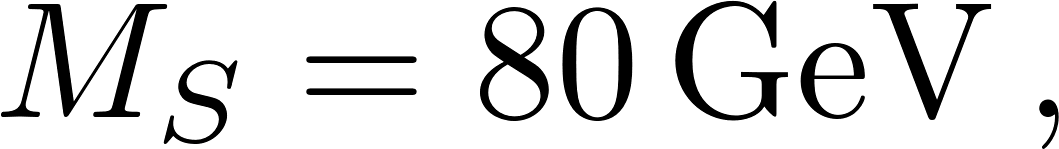 M_S = 80 GeV ,